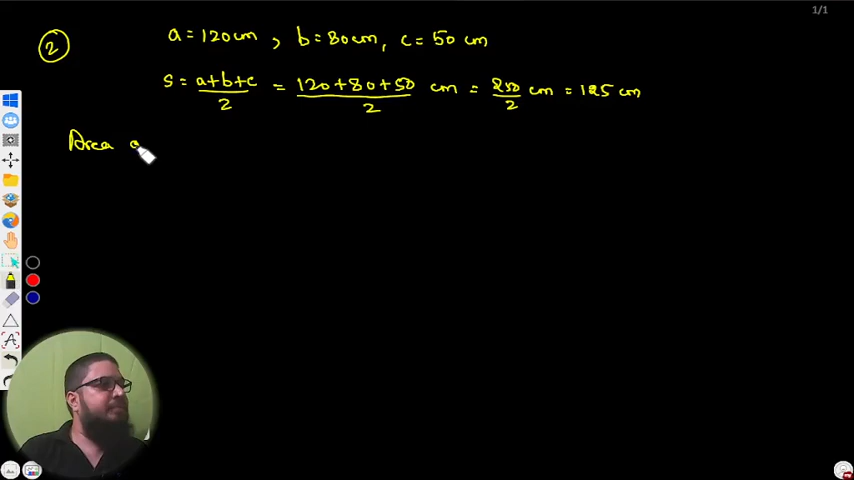 1/1
② a = 120 cm, b = 80 cm, c = 50 cm
s = a+b+c/2 = 120+80+50/2 cm = 250/2 cm = 125 cm
Area